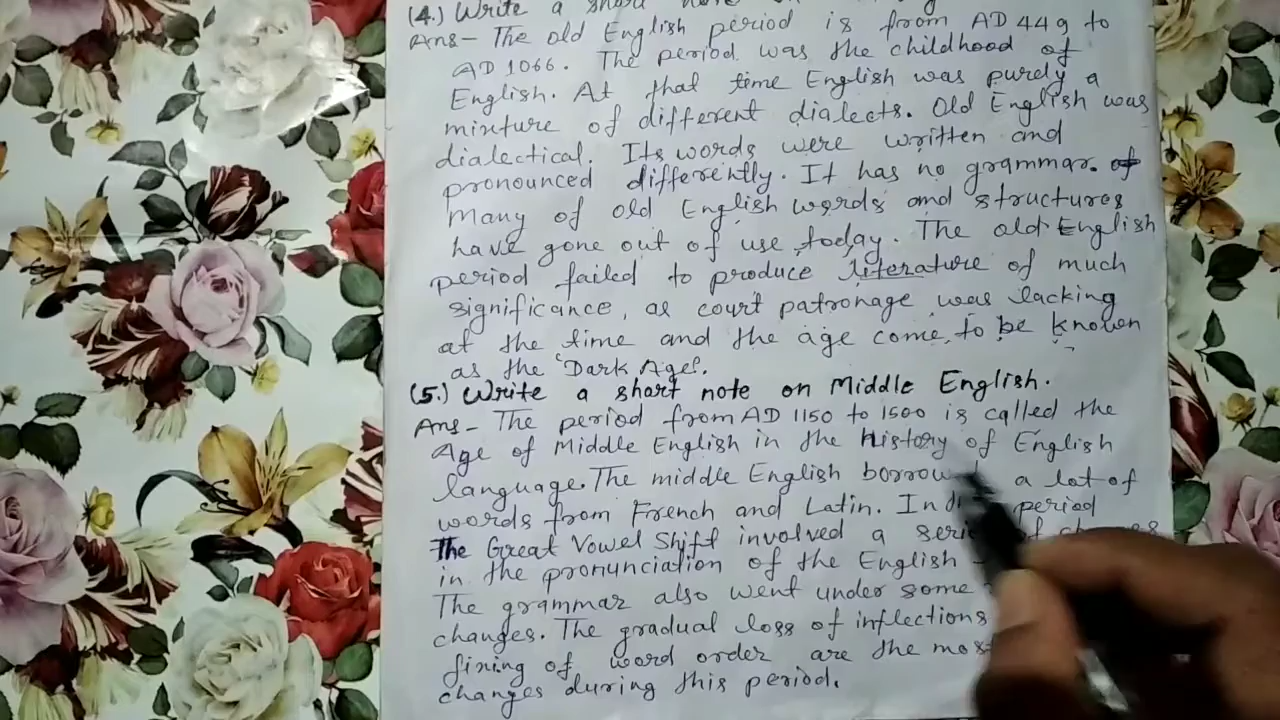 (4.) Write a short
Ans- The old English period is from AD 449 to
AD 1066. The period was the childhood of
English. At that time English was purely a
mixture of different dialects. Old English was
dialectical. Its words were written and
pronounced differently. It has no grammar.
Many of old English words and structures
have gone out of use today. The old English
period failed to produce literature of much
significance, as court patronage was lacking
at the time and the age come to be known
as the 'Dark Age'.
(5.) Write a short note on Middle English.
Ans- The period from AD 1150 to 1500 is called the
Age of Middle English in the history of English
language. The middle English a lot of
words from French and Latin. In period
The Great Vowel Shift involved a
in the pronunciation of the English
The grammar also went under some
changes. The gradual loss of inflections
fixing of word order are the
changes during this period.